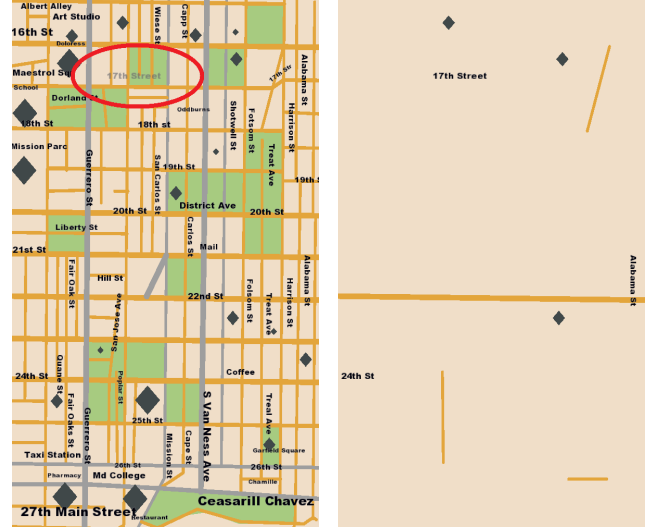 Albert Alley
Art Studio
Wiese St
Capp St
16th St
Doloress
Maestrol Sq
17th Street
17th Str
Alabama St
School
Dorland St
Oddburns
Shotwell St
Folsom St
Harrison St
18th St
18th st
Mission Parc
Guerrero St
San Carlos St
19th St
Treat Ave
19th
20th St
District Ave
20th St
Liberty St
Carlos St
21st St
Mail
Fair Oak St
Hill St
Alabama St
Folsom St
Harrison St
22nd St
San Jose Ave
Treat Ave
Quane St
24th St
Coffee
Poplar St
Fair Oaks St
Guerrero St
S Van Ness Ave
Treal Ave
25th St
Mission St
Cape St
Taxi Station
Garfield Square
26th St
26th St
Pharmacy
Md College
Chamille
27th Main Street
Restaurant
Ceasarill Chavez
17th Street
Alabama St
24th St